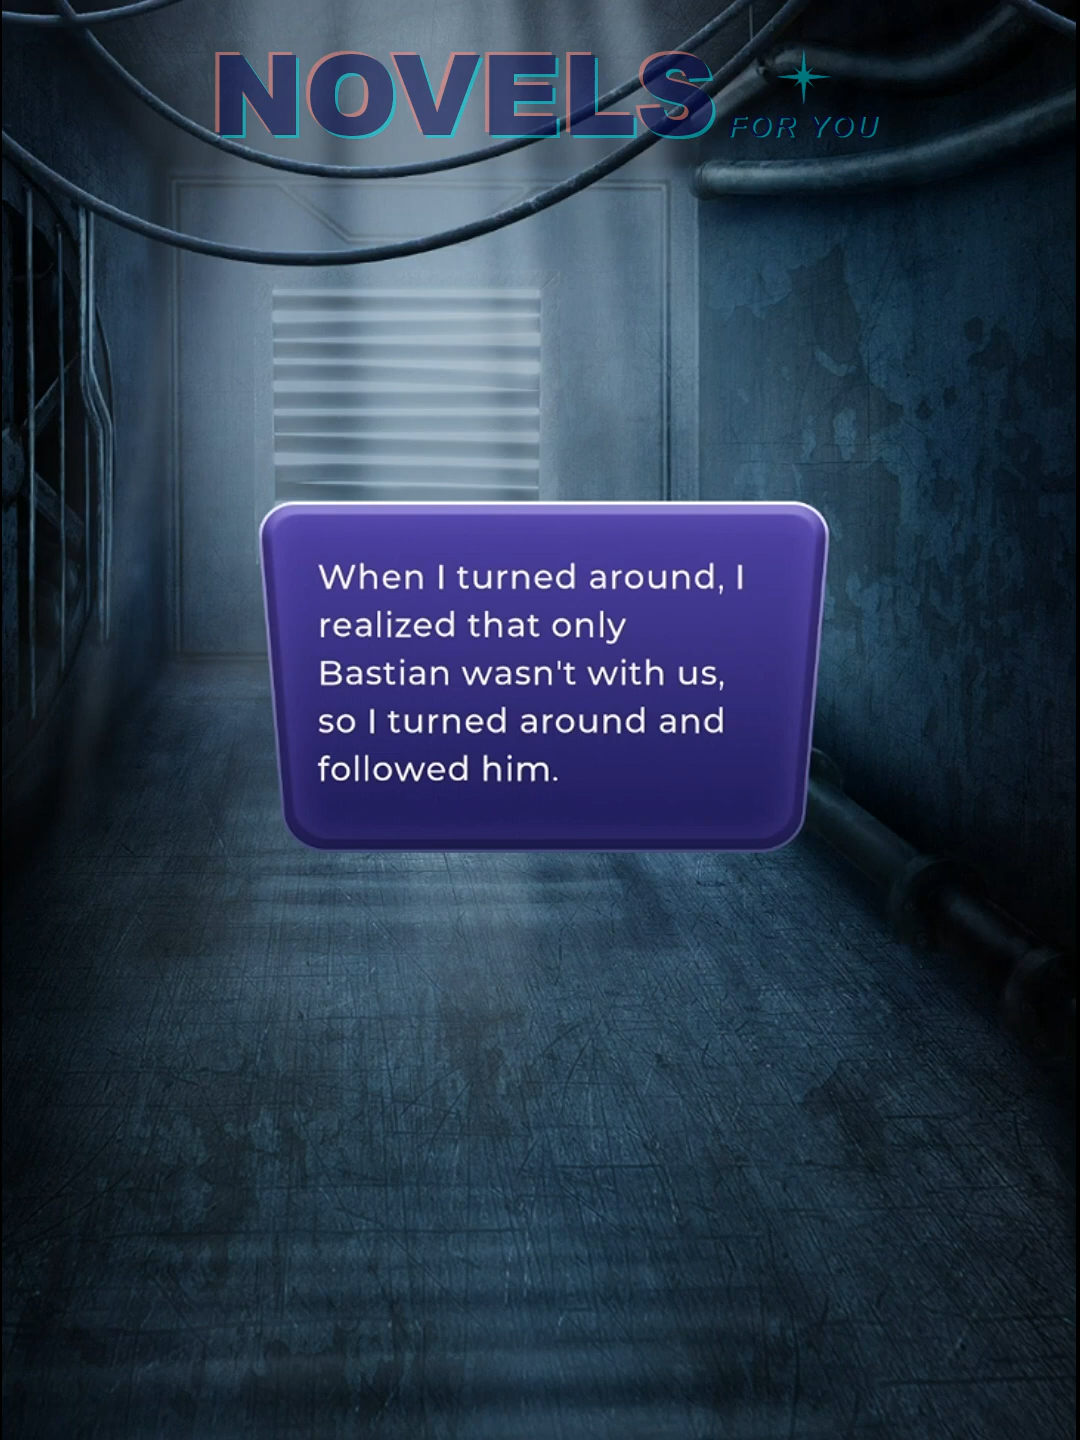 NOVELS
FOR YOU
When I turned around, I
realized that only
Bastian wasn't with us,
so I turned around and
followed him.